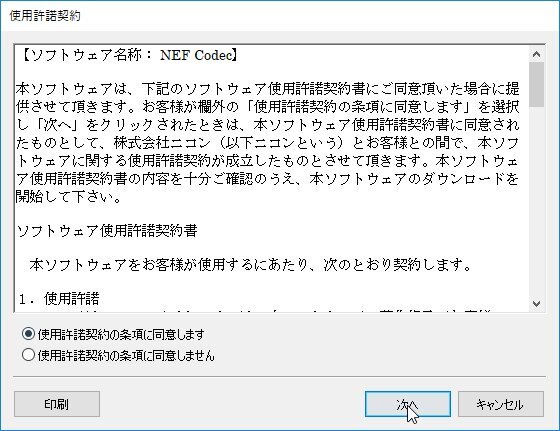 使用許諾契約
【ソフトウェア名称： NEF Codec】
本ソフトウェアは、下記のソフトウェア使用許諾契約書にご同意頂いた場合に提
供させて頂きます。お客様が欄外の「使用許諾契約の条項に同意します」を選択
し「次へ」をクリックされたときは、本ソフトウェア使用許諾契約書に同意され
たものとして、株式会社ニコン（以下ニコンという）とお客様との間で、本ソフ
トウェアに関する使用許諾契約が成立したものとさせて頂きます。本ソフトウェ
ア使用許諾契約書の内容を十分ご確認のうえ、本ソフトウェアのダウンロードを
開始して下さい。
ソフトウェア使用許諾契約書
本ソフトウェアをお客様が使用するにあたり、次のとおり契約します。
１．使用許諾
使用許諾契約の条項に同意します
使用許諾契約の条項に同意しません
印刷
次へ
キャンセル